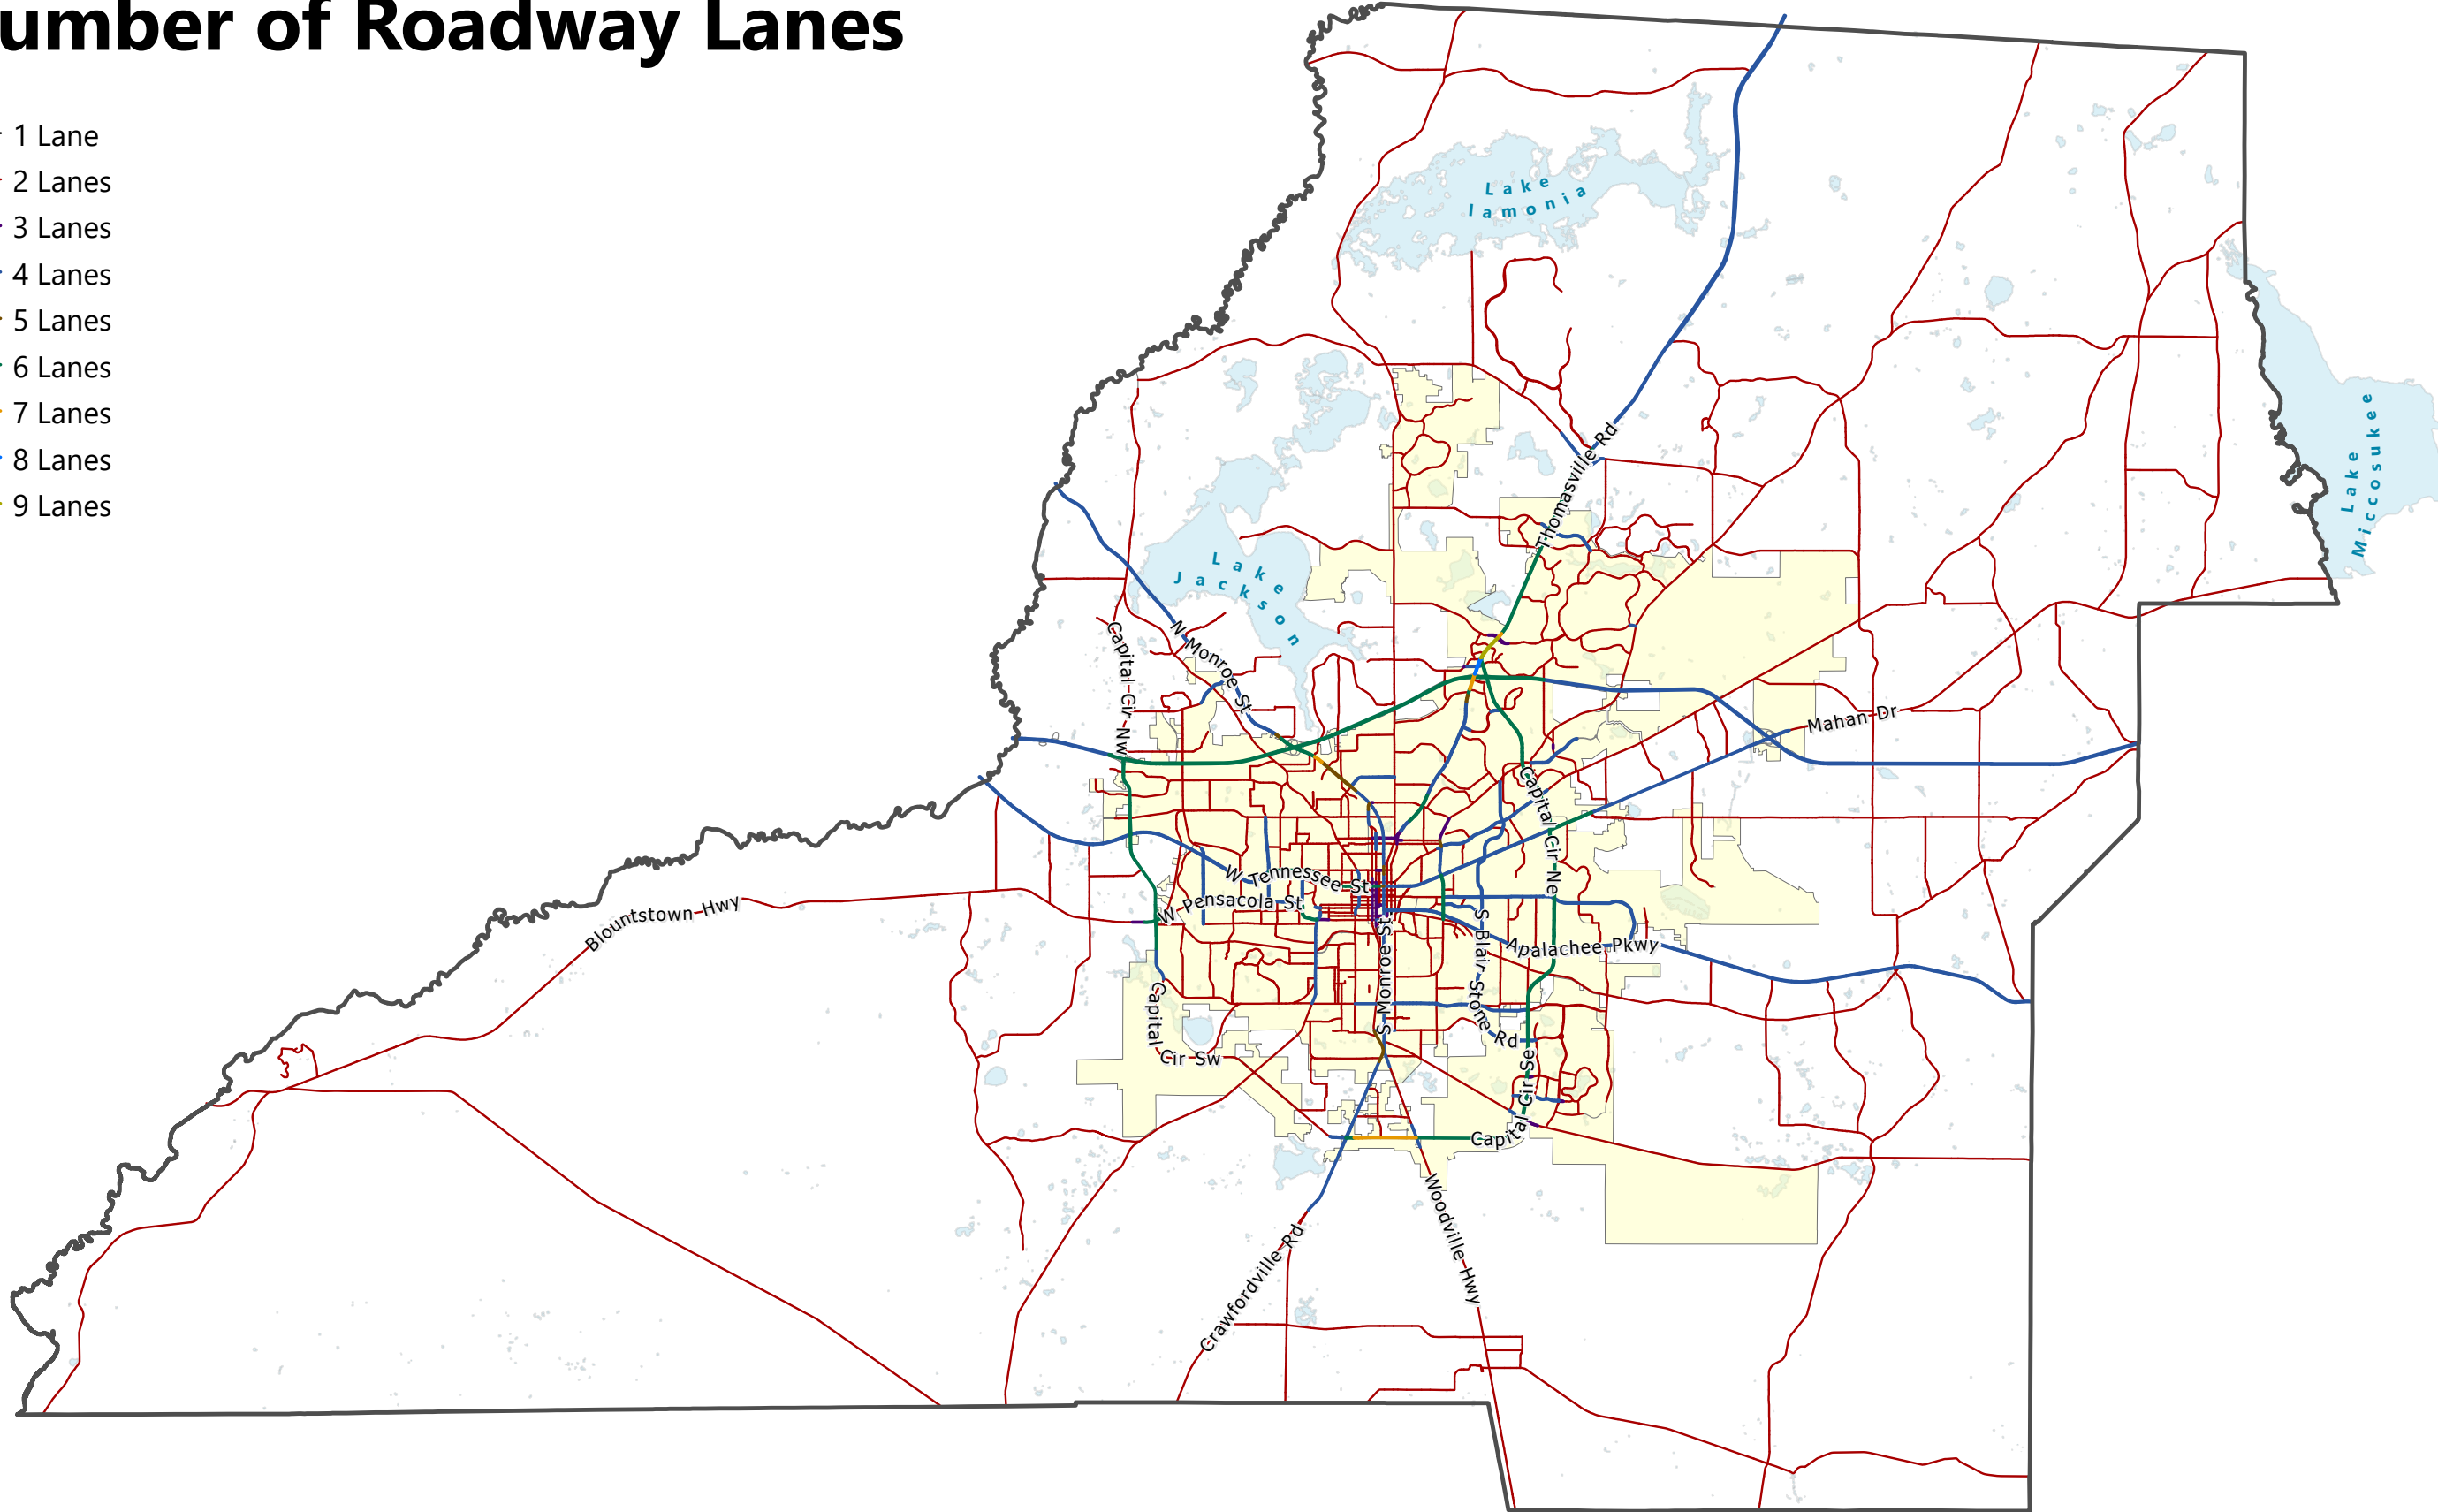 umber of Roadway Lanes
1 Lane
2 Lanes
3 Lanes
4 Lanes
5 Lanes
6 Lanes
7 Lanes
8 Lanes
9 Lanes
Lake
Iamonia
Lake
Miccosukee
Thomasville Rd
Lake
Jackson
N Monroe St
Capital Cir Nw
Mahan Dr
Capital Cir Ne
W Tennessee St
W Pensacola St
Blountstown Hwy
S Blair Stone Rd
Apalachee Pkwy
S Monroe St
Capital Cir Sw
Capital Cir Se
Woodville Hwy
Crawfordville Rd